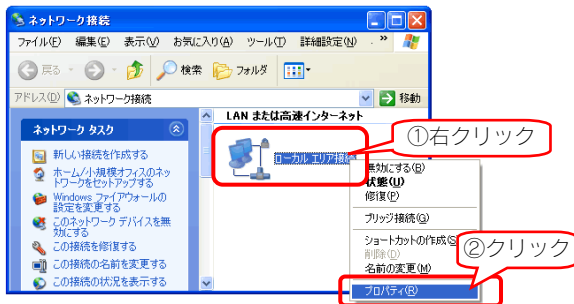 ネットワーク接続
ファイル(F) 編集(E) 表示(V) お気に入り(A) ツール(T) 詳細設定(N) »
戻る 検索 フォルダ
アドレス(D) ネットワーク接続 移動
ネットワーク タスク
新しい接続を作成する
ホーム/小規模オフィスのネットワークをセットアップする
Windows ファイアウォールの設定を変更する
このネットワーク デバイスを無効にする
この接続を修復する
この接続の名前を変更する
この接続の状況を表示する
LAN または高速インターネット
ローカル エリア接続
①右クリック
無効にする(B)
状態(U)
修復(P)
ブリッジ接続(G)
ショートカットの作成(S)
削除(D)
名前の変更(M)
プロパティ(R)
②クリック